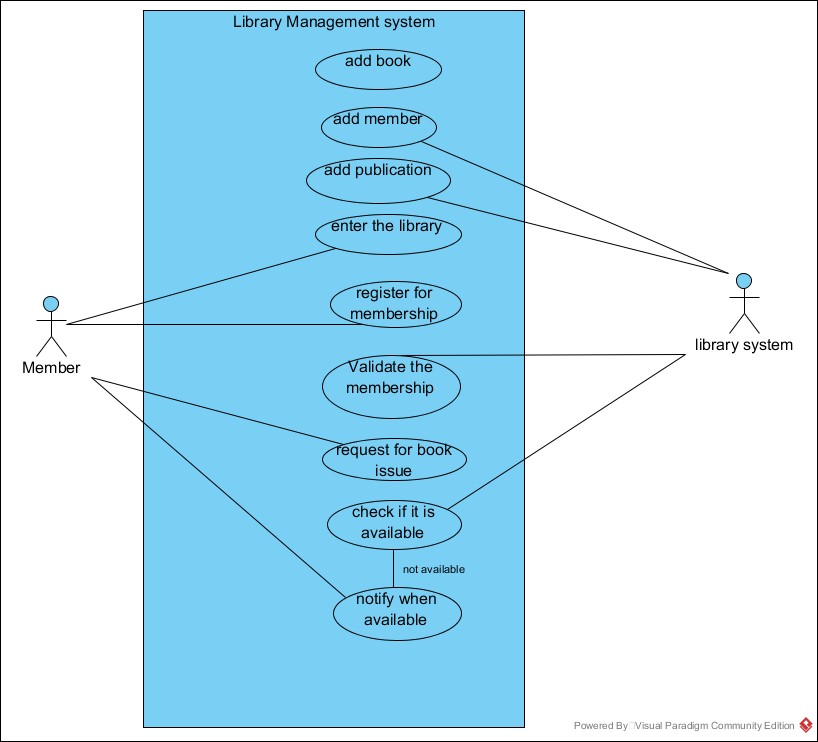 Library Management system
add book
add member
add publication
enter the library
register for
membership
Member
library system
Validate the
membership
request for book
issue
check if it is
available
not available
notify when
available
Powered By Visual Paradigm Community Edition